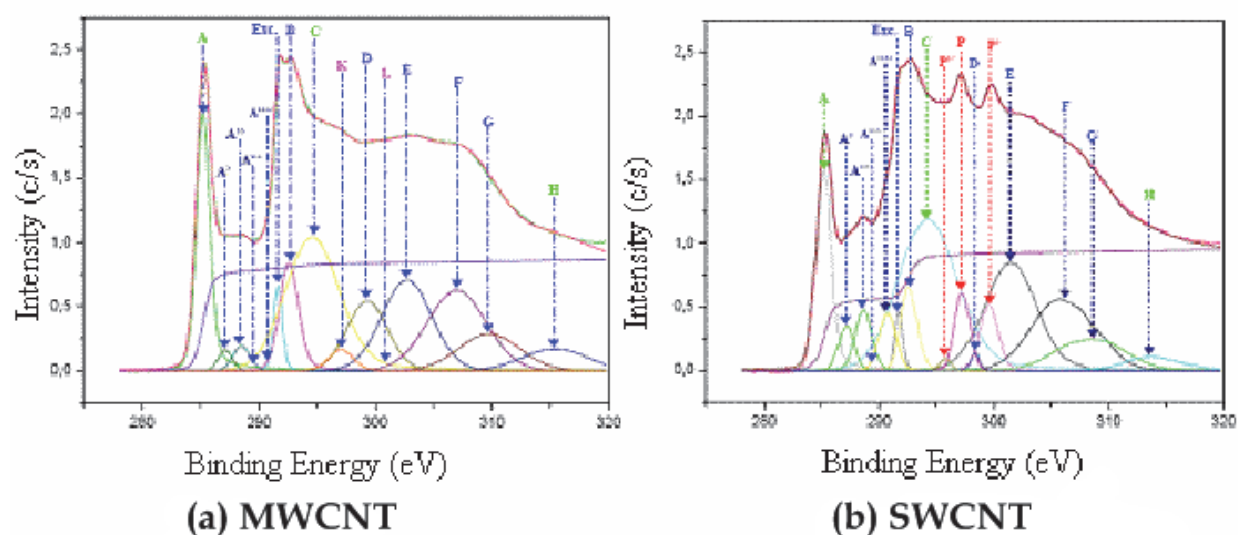 A Exc. B C K D L E F G H
2,5
2,0
1,5
1,0
0,5
0,0
Intensity (c/s)
280 290 300 310 320
Binding Energy (eV)
(a) MWCNT
Exc. B C P D P E F G H
A
2,5
2,0
1,5
1,0
0,5
0,0
Intensity (c/s)
280 290 300 310 320
Binding Energy (eV)
(b) SWCNT